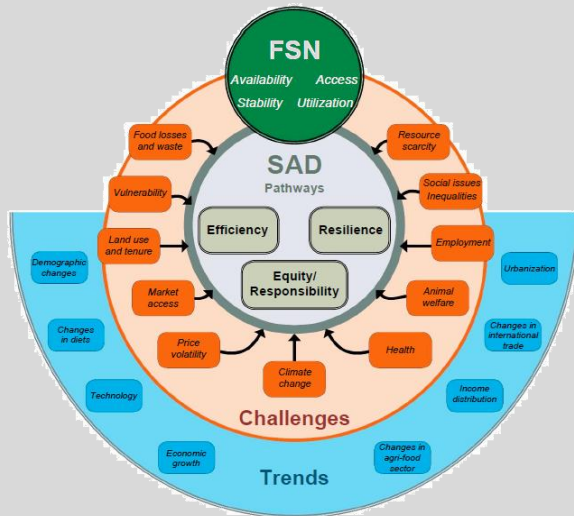 FSN
Availability Access
Stability Utilization
SAD
Pathways
Efficiency
Resilience
Equity/
Responsibility
Food losses
and waste
Vulnerability
Land use
and tenure
Market
access
Price
volatility
Climate
change
Health
Animal
welfare
Employment
Social issues
Inequalities
Resource
scarcity
Challenges
Demographic
changes
Changes
in diets
Technology
Economic
growth
Changes in
agri-food
sector
Income
distribution
Changes in
international
trade
Urbanization
Trends